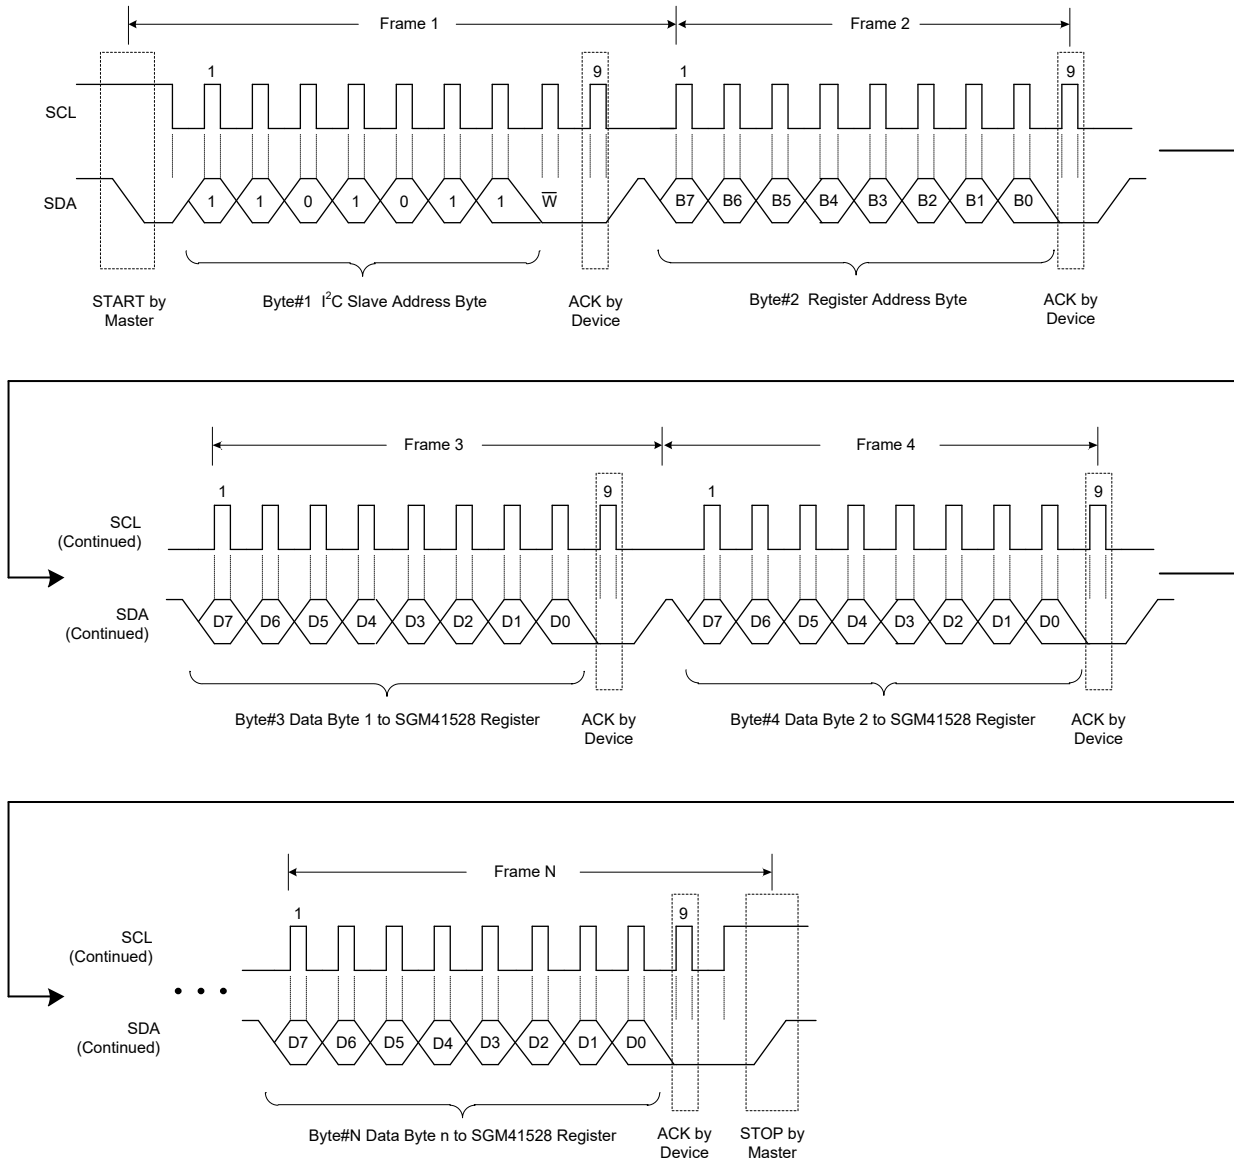 Frame 1
Frame 2
1
9
1
9
SCL
SDA
1 1 0 1 0 1 1 W̅
B7 B6 B5 B4 B3 B2 B1 B0
START by
Master
Byte#1 I²C Slave Address Byte
ACK by
Device
Byte#2 Register Address Byte
ACK by
Device
Frame 3
Frame 4
1
9
1
9
SCL
(Continued)
SDA
(Continued)
D7 D6 D5 D4 D3 D2 D1 D0
D7 D6 D5 D4 D3 D2 D1 D0
Byte#3 Data Byte 1 to SGM41528 Register
ACK by
Device
Byte#4 Data Byte 2 to SGM41528 Register
ACK by
Device
Frame N
1
9
SCL
(Continued)
• • •
SDA
(Continued)
D7 D6 D5 D4 D3 D2 D1 D0
Byte#N Data Byte n to SGM41528 Register
ACK by
Device
STOP by
Master